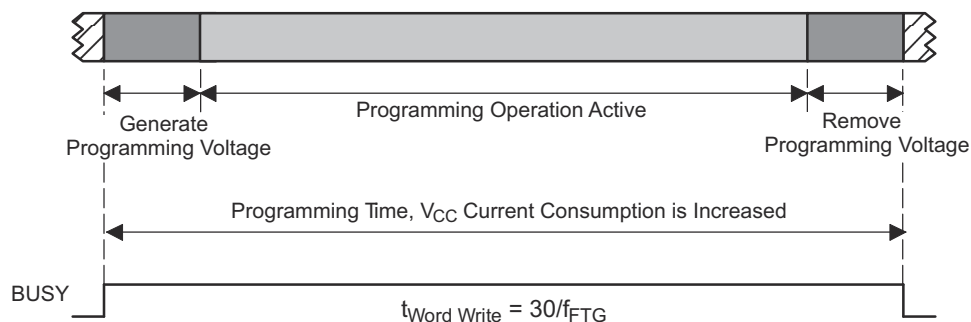 Programming Operation Active
Generate
Programming Voltage
Remove
Programming Voltage
Programming Time, VCC Current Consumption is Increased
BUSY
tWord Write = 30/fFTG